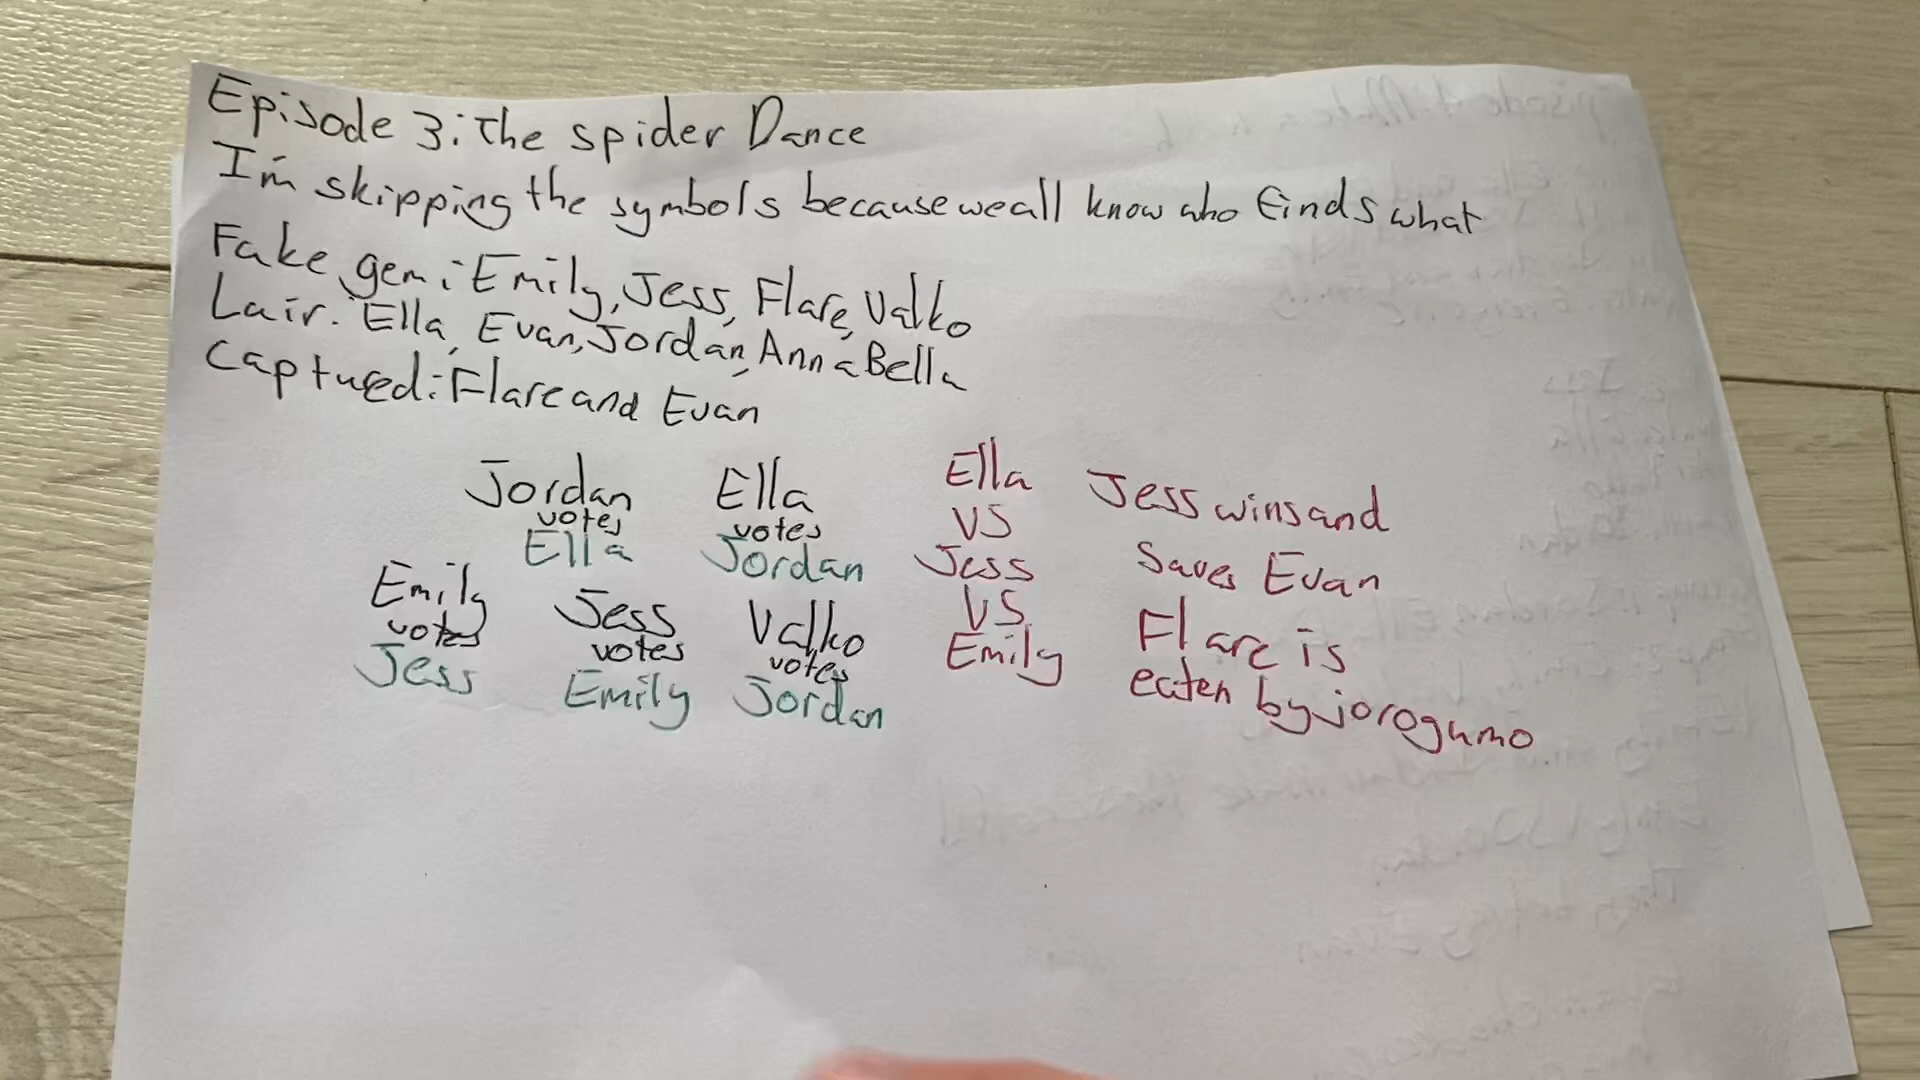 Episode 3: The spider Dance
I'm skipping the symbols because we all know who finds what
Fake gem: Emily, Jess, Flare, Valko
Lair: Ella, Evan, Jordan, AnnaBella
Captured: Flare and Evan
Jordan
votes
Ella
Ella
votes
Jordan
Emily
votes
Jess
Jess
votes
Emily
Valko
votes
Jordan
Ella
VS
Jess
VS
Emily
Jess wins and
Saves Evan
Flare is
eaten by jorogumo